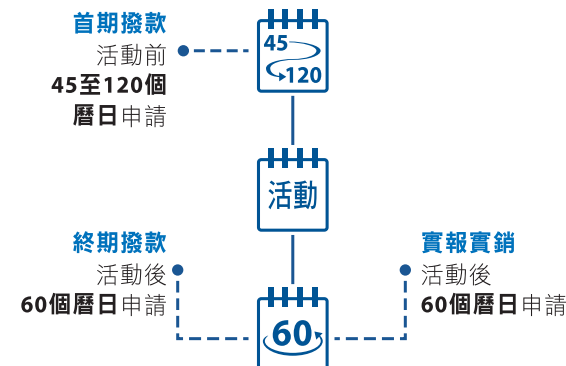 首期撥款
活動前
45至120個
曆日申請
45
120
活動
終期撥款
活動後
60個曆日申請
60
實報實銷
活動後
60個曆日申請